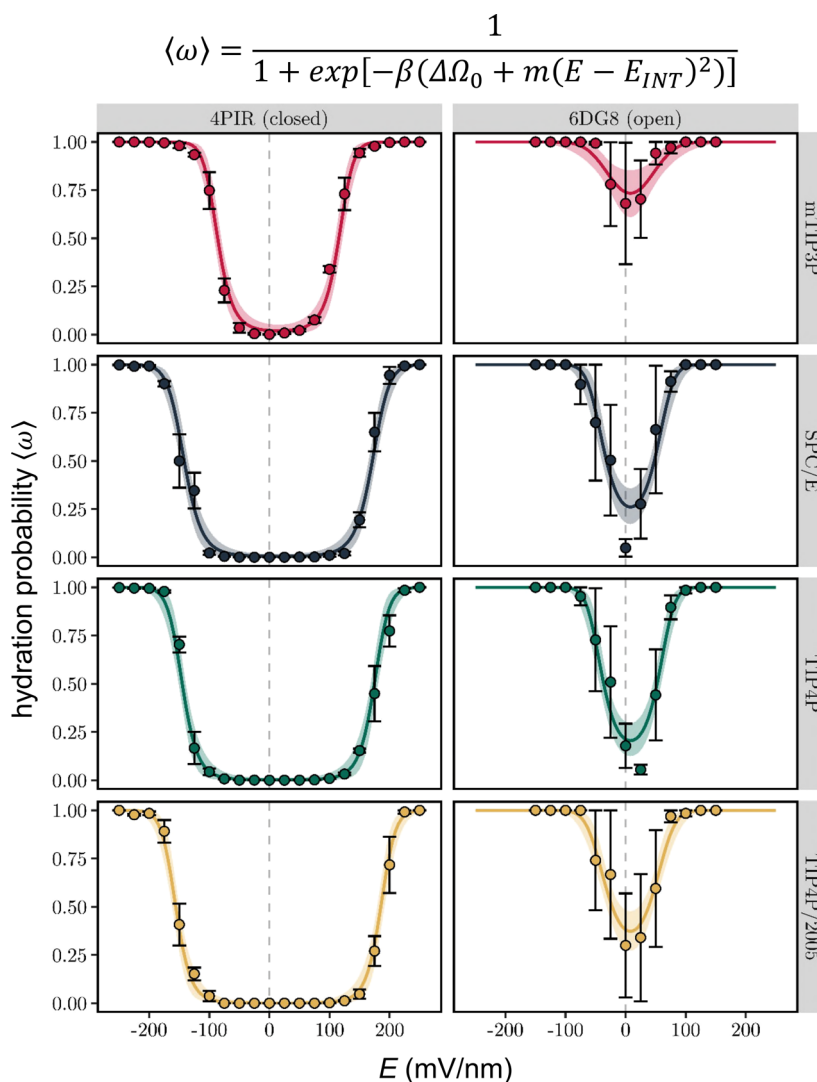 ⟨ω⟩ = 1 / 1 + exp[−β(ΔΩ₀ + m(E − E_INT)²)]
4PIR (closed)
6DG8 (open)
1.00
0.75
0.50
0.25
0.00
mTIP3P
1.00
0.75
0.50
0.25
0.00
SPC/E
1.00
0.75
0.50
0.25
0.00
TIP4P
1.00
0.75
0.50
0.25
0.00
TIP4P/2005
hydration probability ⟨ω⟩
-200 -100 0 100 200
-200 -100 0 100 200
E (mV/nm)